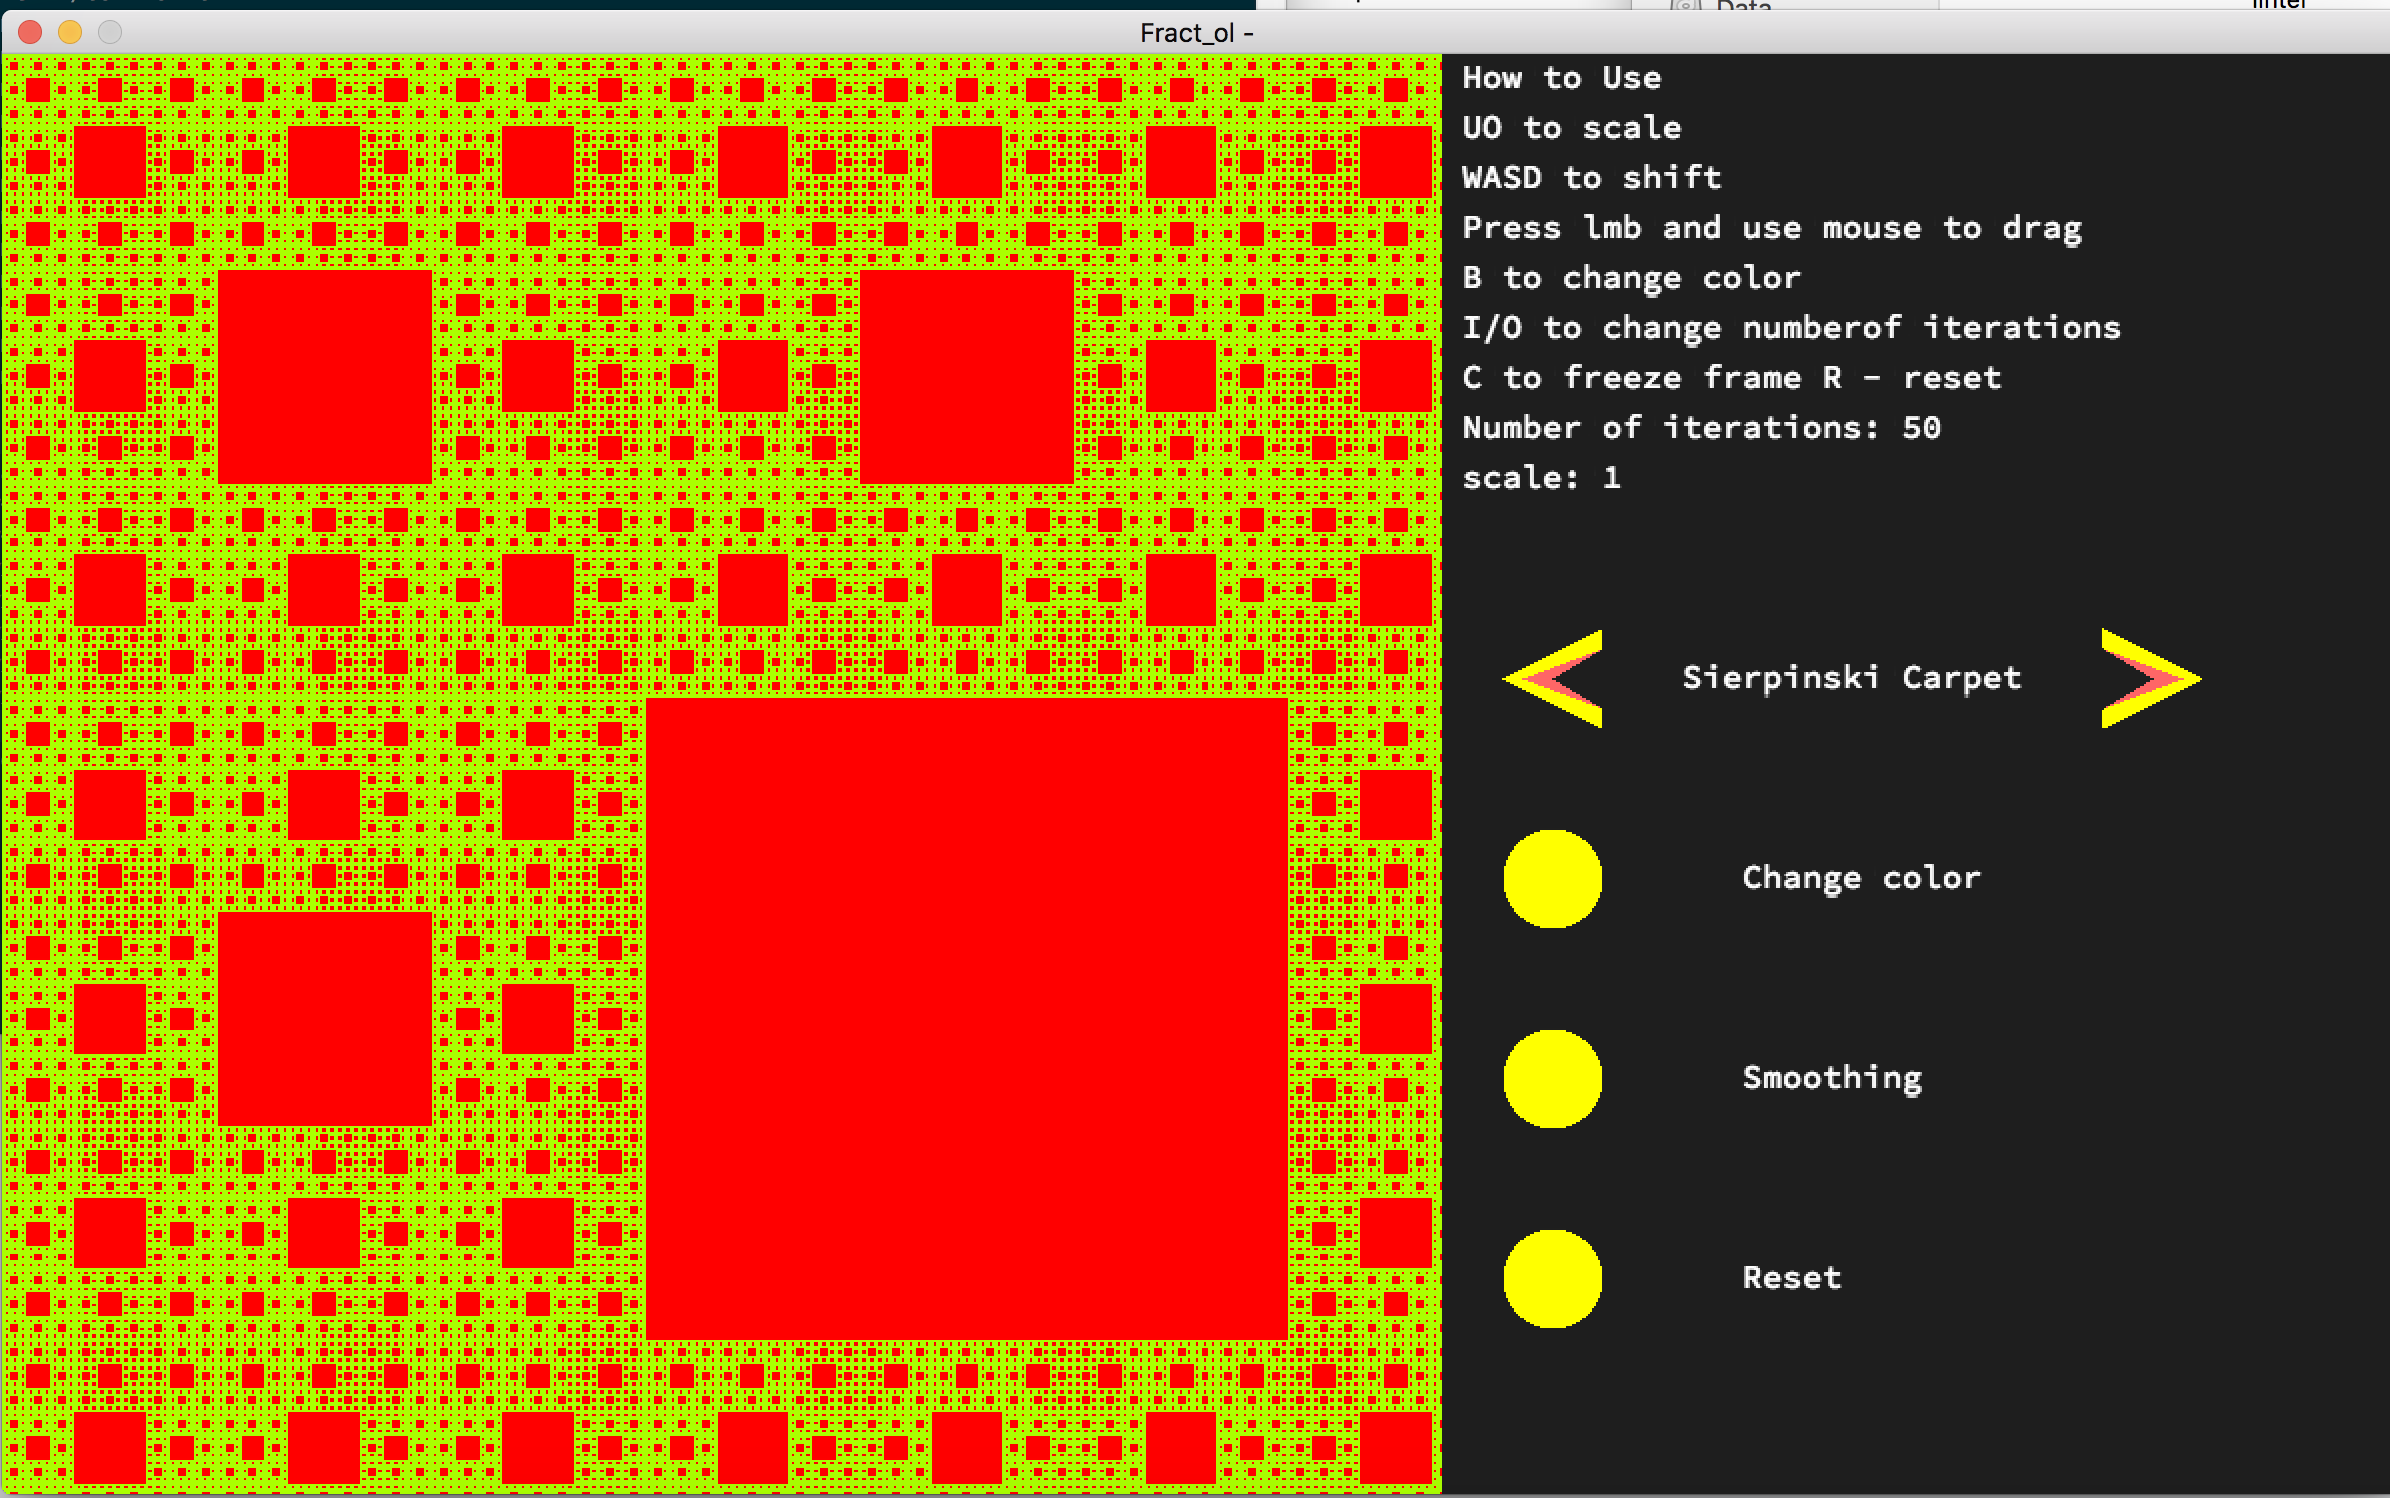 Data
Fract_ol -
How to Use
UO to scale
WASD to shift
Press lmb and use mouse to drag
B to change color
I/O to change numberof iterations
C to freeze frame R - reset
Number of iterations: 50
scale: 1
Sierpinski Carpet
Change color
Smoothing
Reset